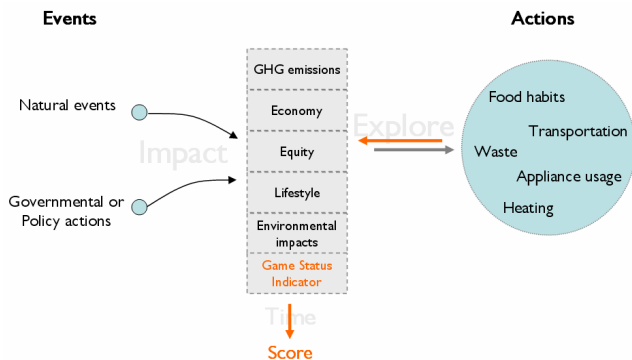 Events
Actions
GHG emissions
Food habits
Natural events
Economy
Explore
Transportation
Impact
Equity
Waste
Appliance usage
Governmental or
Policy actions
Lifestyle
Heating
Environmental
impacts
Game Status
Indicator
Time
Score